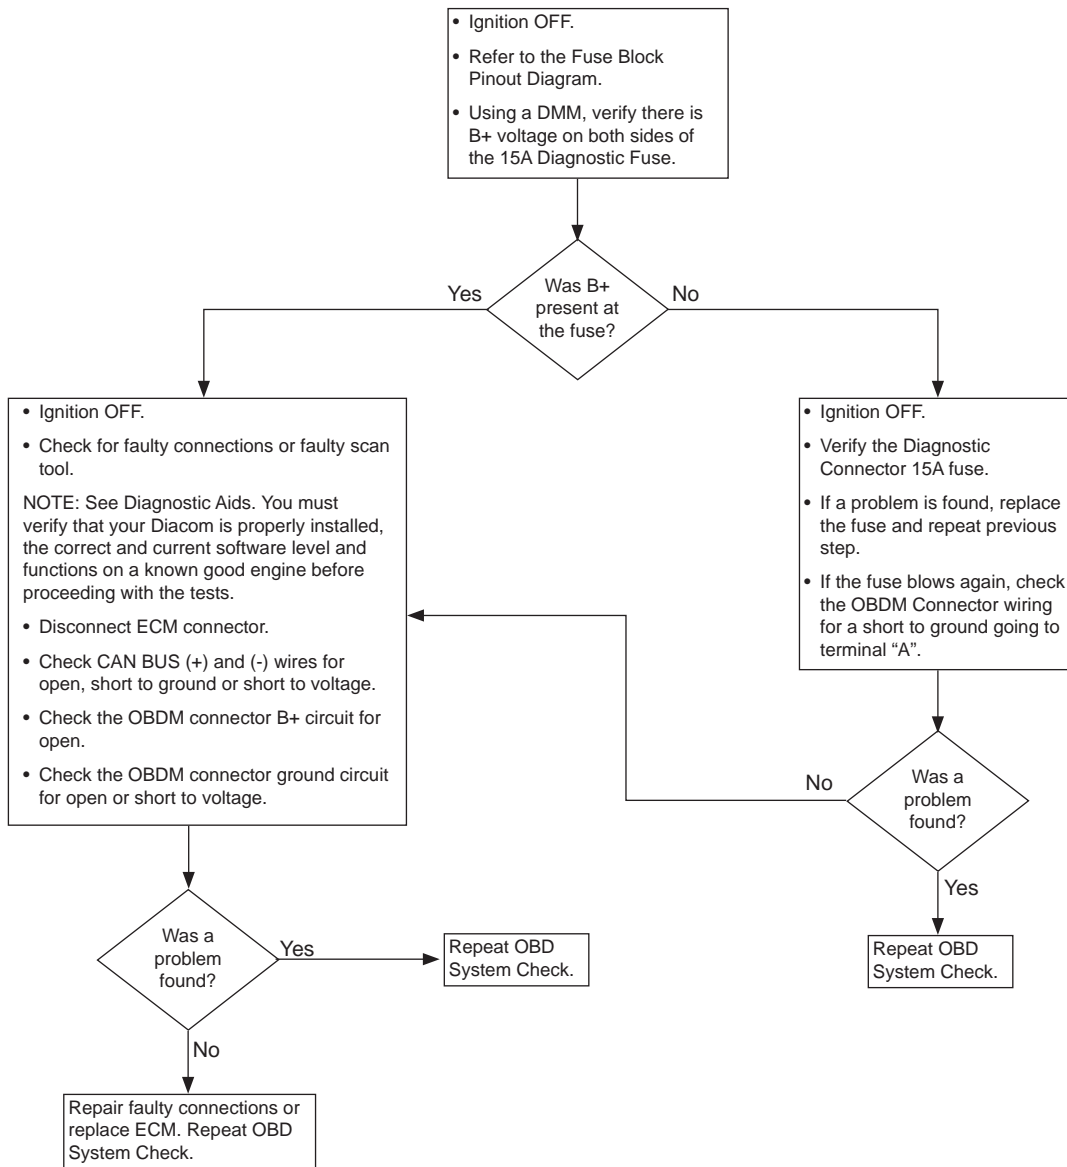 • Ignition OFF.
• Refer to the Fuse Block
Pinout Diagram.
• Using a DMM, verify there is
B+ voltage on both sides of
the 15A Diagnostic Fuse.
Was B+
present at
the fuse?
Yes
No
• Ignition OFF.
• Check for faulty connections or faulty scan
tool.
NOTE: See Diagnostic Aids. You must
verify that your Diacom is properly installed,
the correct and current software level and
functions on a known good engine before
proceeding with the tests.
• Disconnect ECM connector.
• Check CAN BUS (+) and (-) wires for
open, short to ground or short to voltage.
• Check the OBDM connector B+ circuit for
open.
• Check the OBDM connector ground circuit
for open or short to voltage.
• Ignition OFF.
• Verify the Diagnostic
Connector 15A fuse.
• If a problem is found, replace
the fuse and repeat previous
step.
• If the fuse blows again, check
the OBDM Connector wiring
for a short to ground going to
terminal “A”.
Was a
problem
found?
No
Yes
Repeat OBD
System Check.
Was a
problem
found?
Yes
Repeat OBD
System Check.
No
Repair faulty connections or
replace ECM. Repeat OBD
System Check.